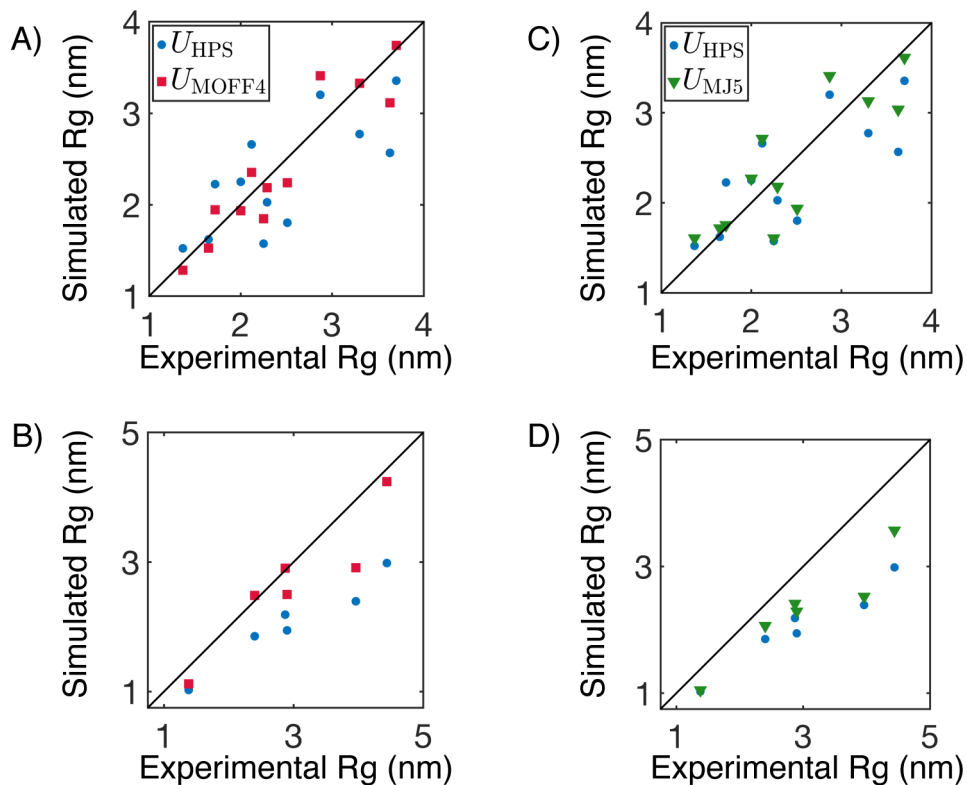 A)
U_HPS
U_MOFF4
4
3
2
1
1 2 3 4
Simulated Rg (nm)
Experimental Rg (nm)
C)
U_HPS
U_MJ5
4
3
2
1
1 2 3 4
Simulated Rg (nm)
Experimental Rg (nm)
B)
5
3
1
1 3 5
Simulated Rg (nm)
Experimental Rg (nm)
D)
5
3
1
1 3 5
Simulated Rg (nm)
Experimental Rg (nm)